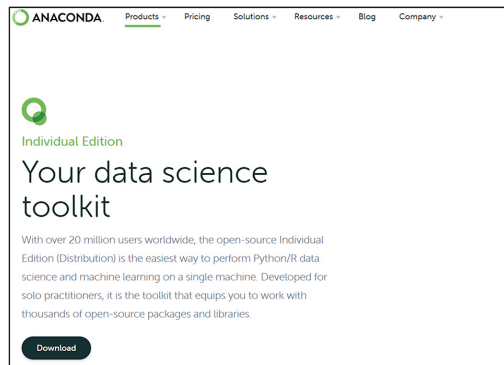 ANACONDA.
Products
Pricing
Solutions
Resources
Blog
Company
Individual Edition
Your data science
toolkit
With over 20 million users worldwide, the open-source Individual
Edition (Distribution) is the easiest way to perform Python/R data
science and machine learning on a single machine. Developed for
solo practitioners, it is the toolkit that equips you to work with
thousands of open-source packages and libraries.
Download